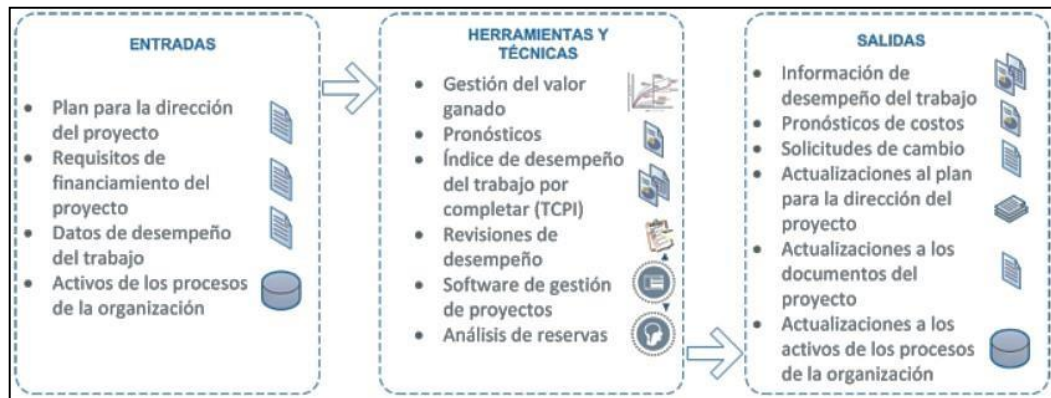 ENTRADAS
• Plan para la dirección
del proyecto
• Requisitos de
financiamiento del
proyecto
• Datos de desempeño
del trabajo
• Activos de los procesos
de la organización
HERRAMIENTAS Y
TÉCNICAS
• Gestión del valor
ganado
• Pronósticos
• Índice de desempeño
del trabajo por
completar (TCPI)
• Revisiones de
desempeño
• Software de gestión
de proyectos
• Análisis de reservas
SALIDAS
• Información de
desempeño del trabajo
• Pronósticos de costos
• Solicitudes de cambio
• Actualizaciones al plan
para la dirección del
proyecto
• Actualizaciones a los
documentos del
proyecto
• Actualizaciones a los
activos de los procesos
de la organización